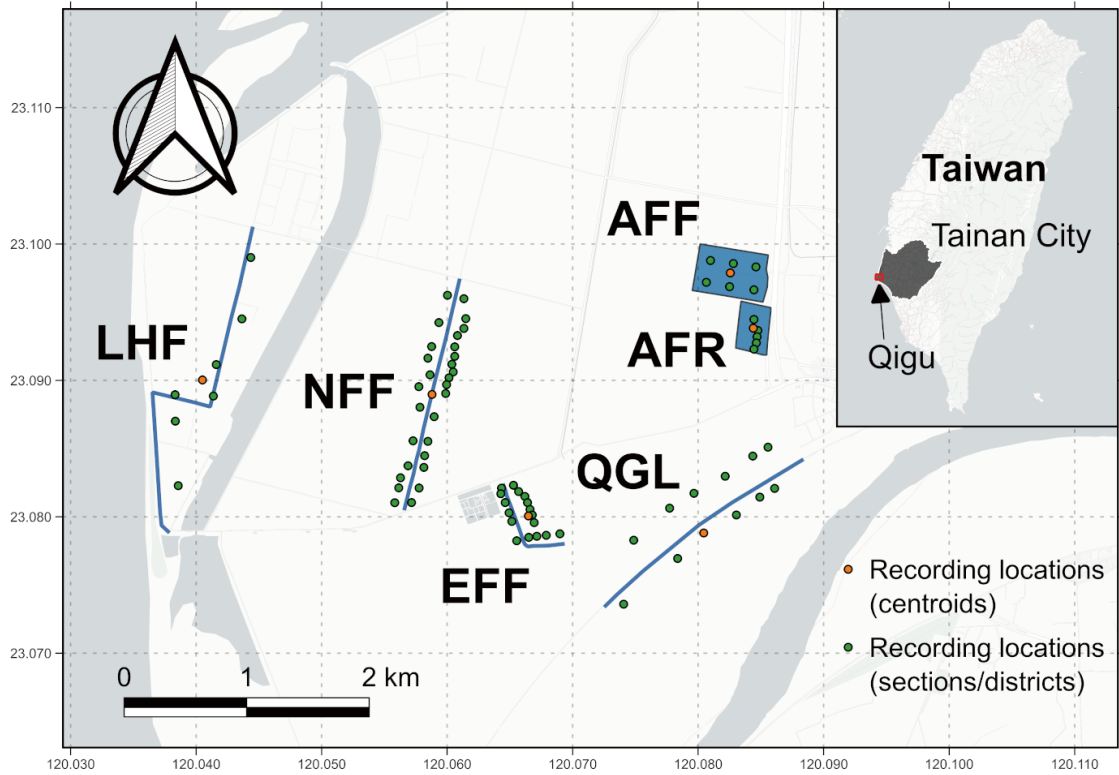 23.110
23.100
23.090
23.080
23.070
120.030
120.040
120.050
120.060
120.070
120.080
120.090
120.100
120.110
LHF
NFF
EFF
QGL
AFF
AFR
0 1 2 km
Taiwan
Tainan City
Qigu
Recording locations
(centroids)
Recording locations
(sections/districts)